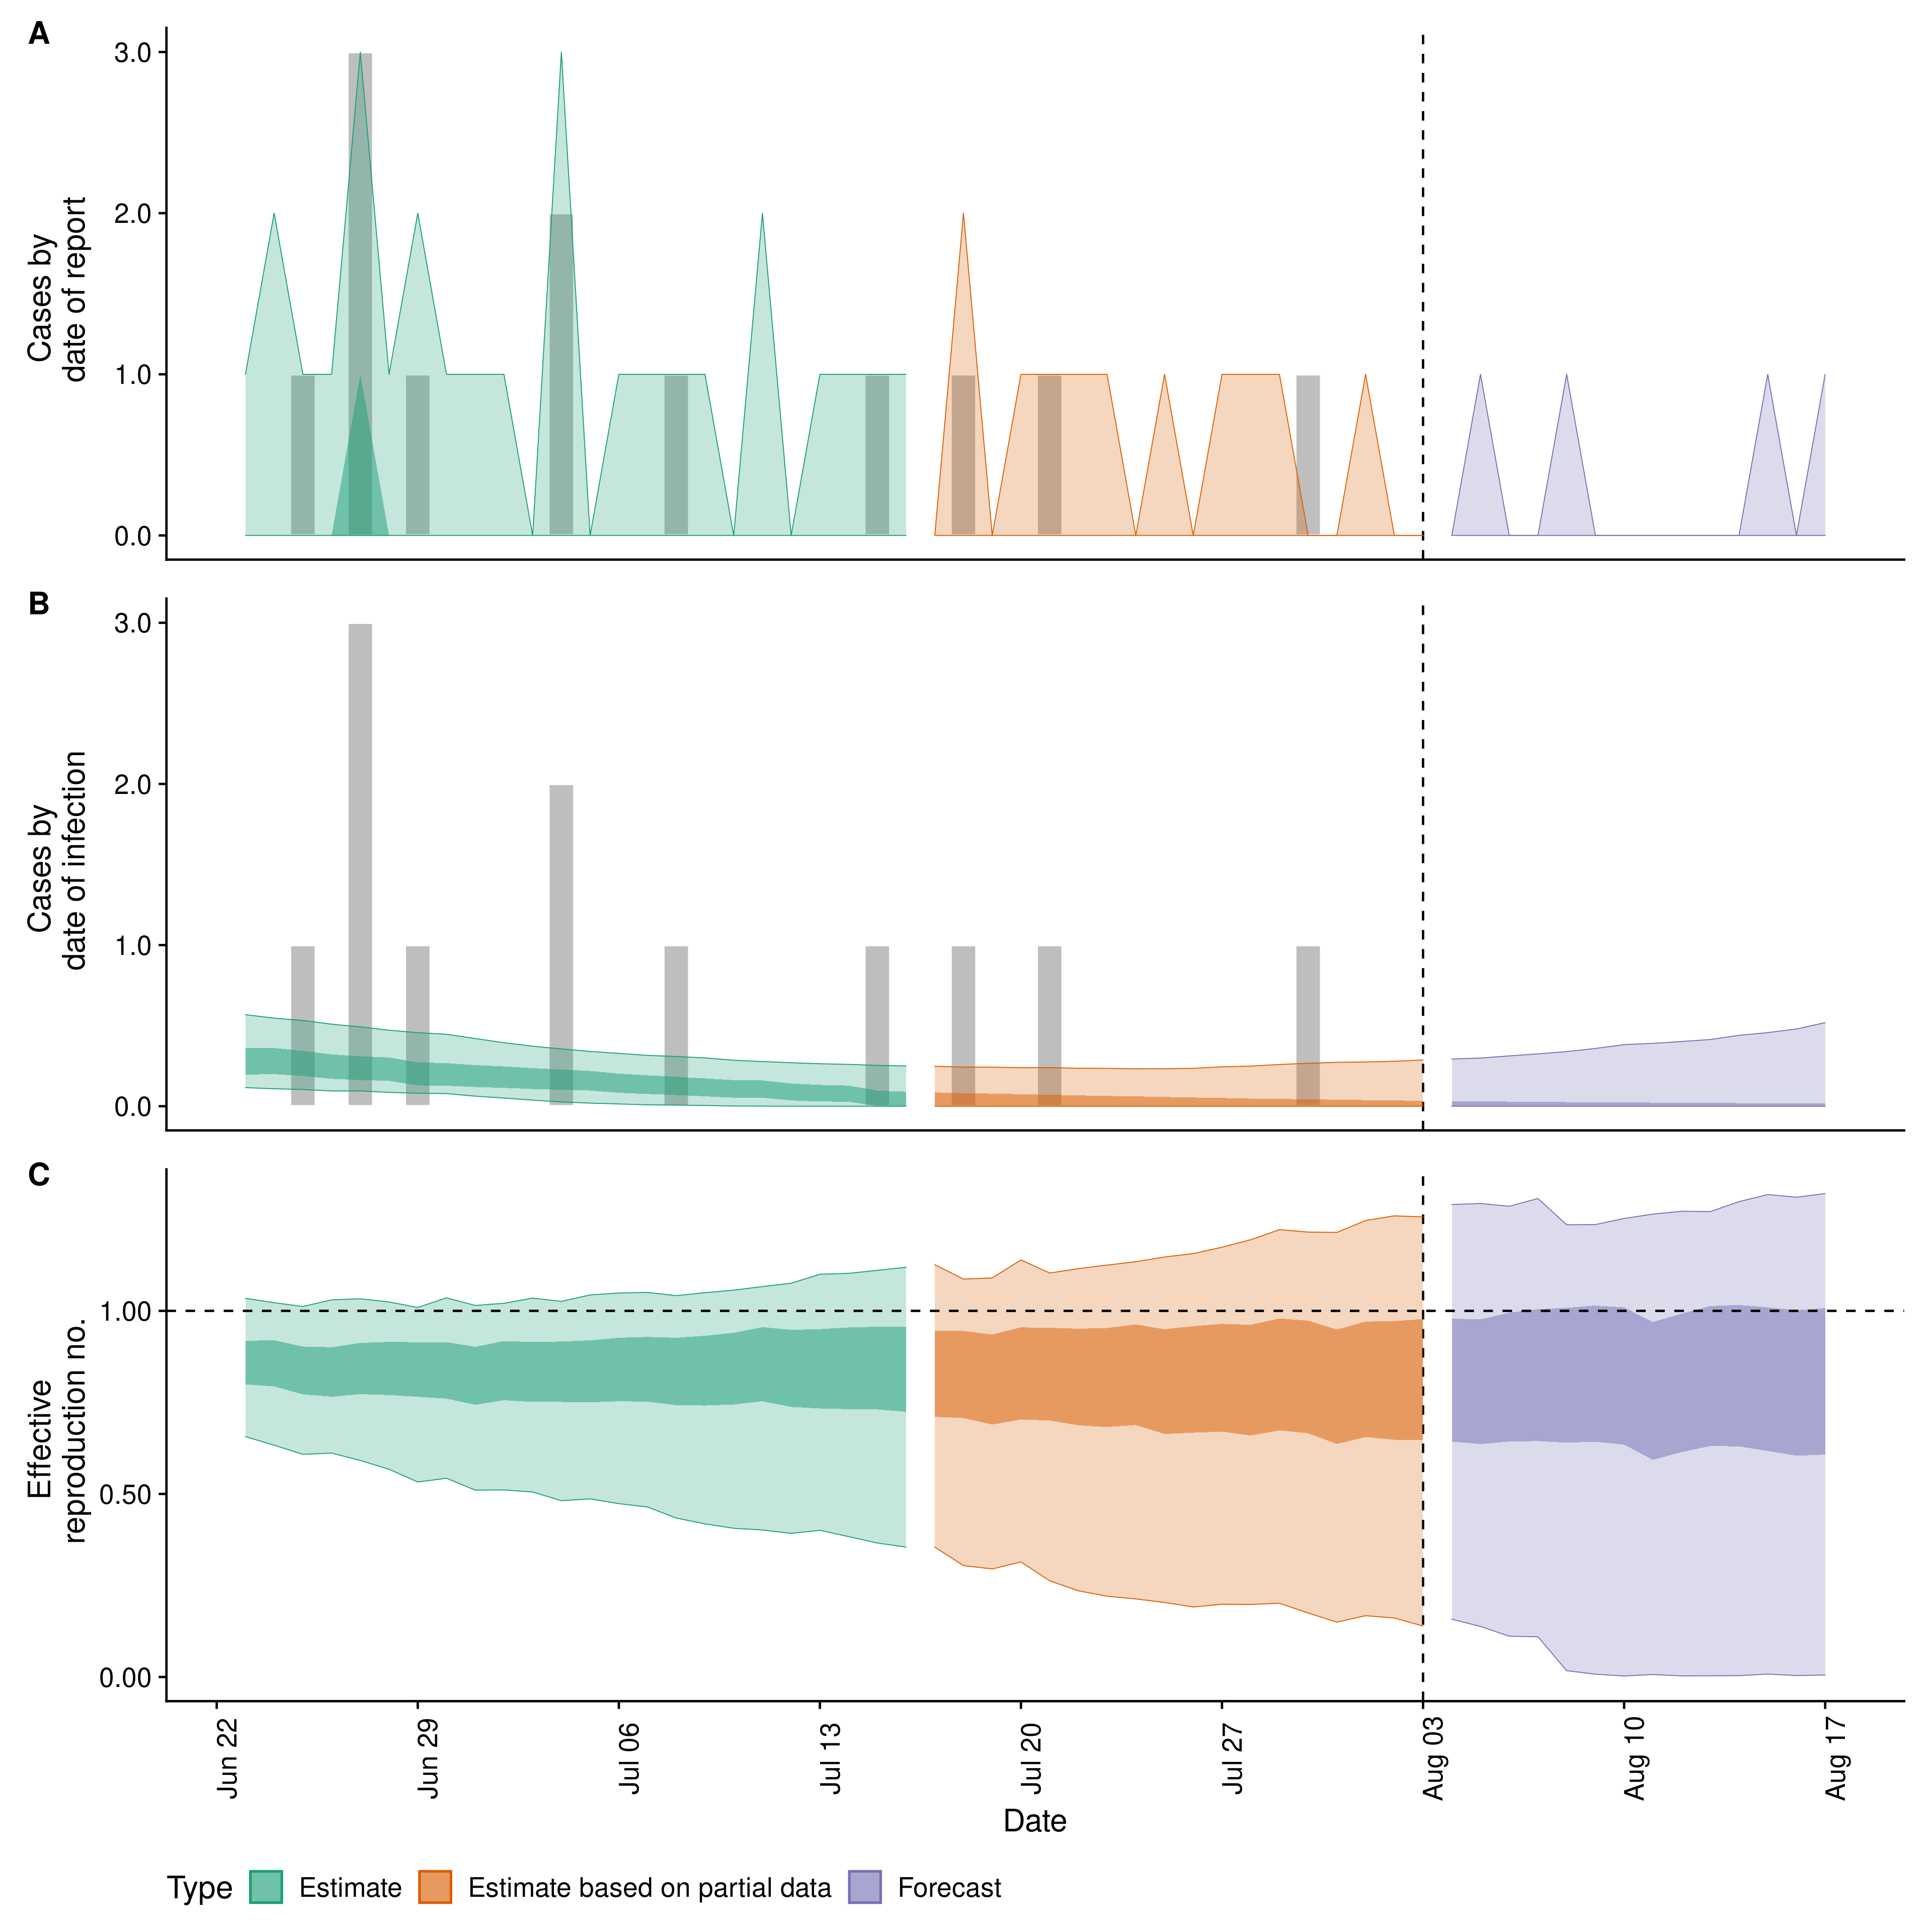 A
3.0
2.0
1.0
0.0
Cases by
date of report
B
3.0
2.0
1.0
0.0
Cases by
date of infection
C
1.00
0.50
0.00
Effective
reproduction no.
Jun 22
Jun 29
Jul 06
Jul 13
Jul 20
Jul 27
Aug 03
Aug 10
Aug 17
Date
Type Estimate Estimate based on partial data Forecast